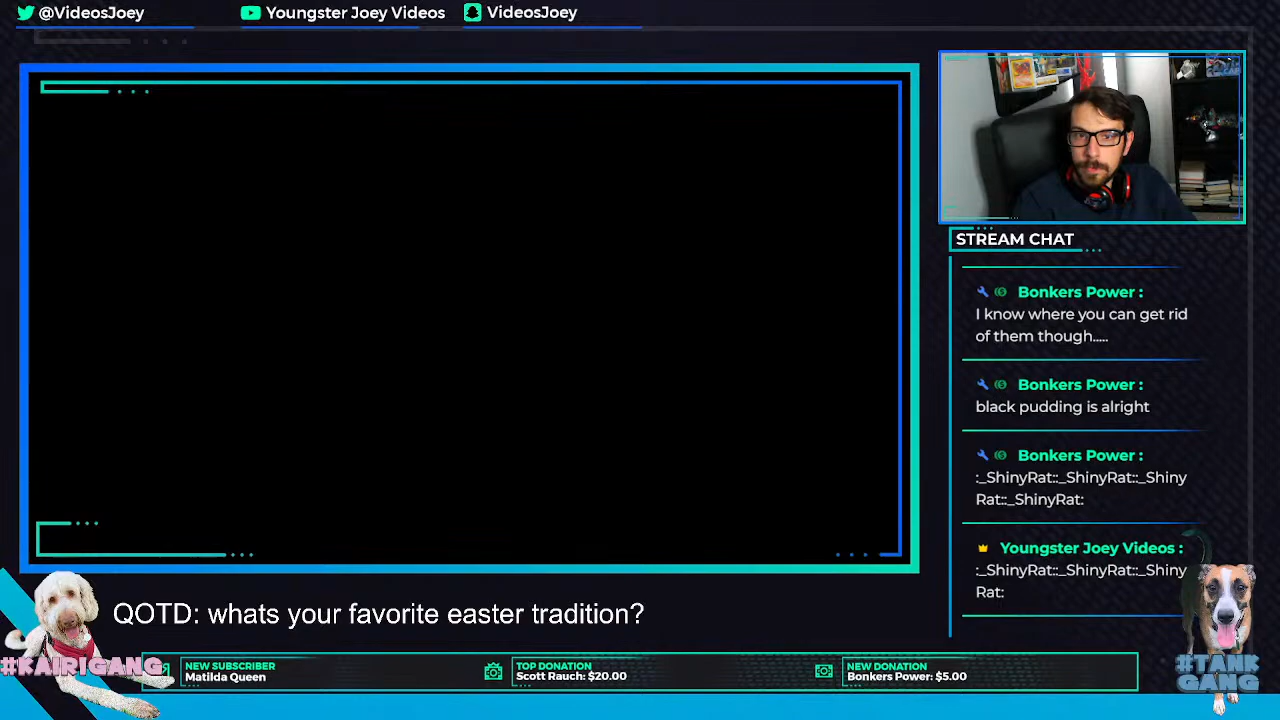 @VideosJoey
Youngster Joey Videos
VideosJoey
STREAM CHAT
Bonkers Power :
I know where you can get rid
of them though.....
Bonkers Power :
black pudding is alright
Bonkers Power :
:_ShinyRat::_ShinyRat::_Shiny
Rat::_ShinyRat:
Youngster Joey Videos :
:_ShinyRat::_ShinyRat::_Shiny
Rat:
QOTD: whats your favorite easter tradition?
#KAIRIGANG
NEW SUBSCRIBER
Matilda Queen
TOP DONATION
Scott Rauch: $20.00
NEW DONATION
Bonkers Power: $5.00
#TANK
GANG